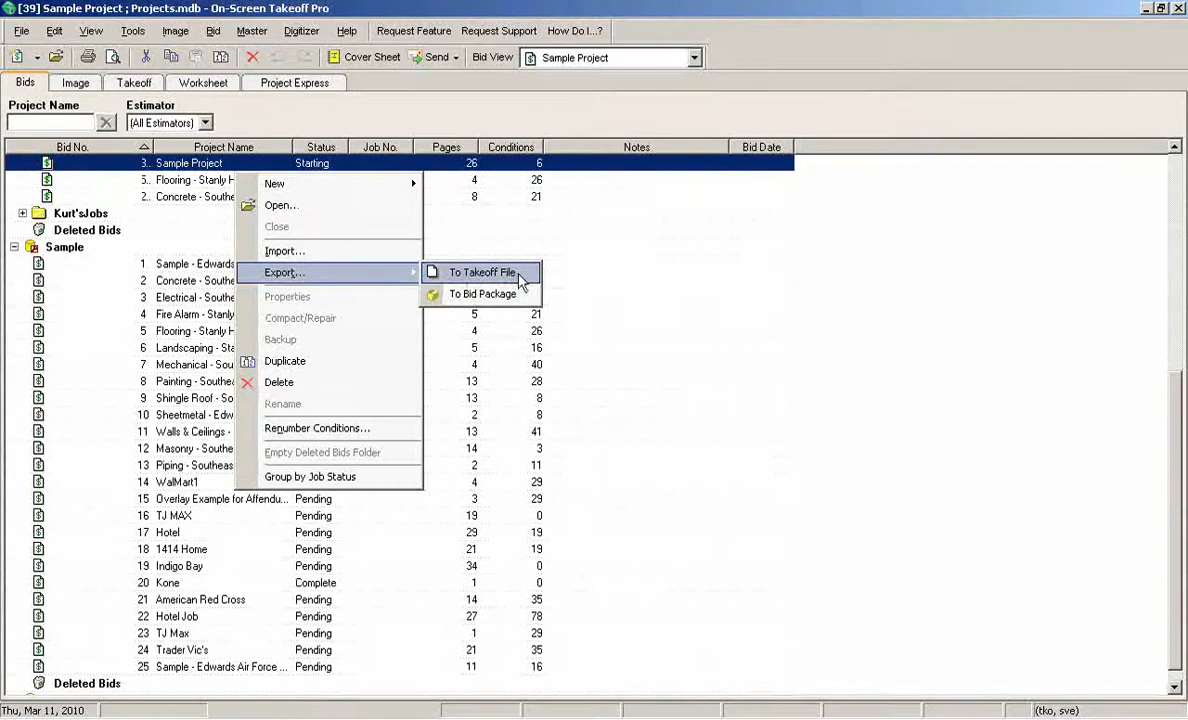 [39] Sample Project ; Projects.mdb - On-Screen Takeoff Pro
File Edit View Tools Image Bid Master Digitizer Help Request Feature Request Support How Do I...?
Cover Sheet Send Bid View Sample Project
Bids Image Takeoff Worksheet Project Express
Project Name Estimator
(All Estimators)
Bid No. Project Name Status Job No. Pages Conditions Notes Bid Date
3.. Sample Project Starting 26 6
5.. Flooring - Stanly H 4 26
2.. Concrete - Southe 8 21
Kurt'sJobs
Deleted Bids
Sample
1 Sample - Edwards
2 Concrete - Southe
3 Electrical - Southe
4 Fire Alarm - Stanly 5 21
5 Flooring - Stanly H 4 26
6 Landscaping - Sta 5 16
7 Mechanical - Sout 4 40
8 Painting - Southea 13 28
9 Shingle Roof - Sou 13 8
10 Sheetmetal - Edw 2 8
11 Walls & Ceilings - 13 41
12 Masonry - Southe 14 3
13 Piping - Southeas 2 11
14 WalMart1 4 29
15 Overlay Example for Affendu... Pending 3 29
16 TJ MAX Pending 19 0
17 Hotel Pending 29 19
18 1414 Home Pending 21 19
19 Indigo Bay Pending 34 0
20 Kone Complete 1 0
21 American Red Cross Pending 14 35
22 Hotel Job Pending 27 78
23 TJ Max Pending 1 29
24 Trader Vic's Pending 21 35
25 Sample - Edwards Air Force ... Pending 11 16
Deleted Bids
New
Open...
Close
Import...
Export...
Properties
Compact/Repair
Backup
Duplicate
Delete
Rename
Renumber Conditions...
Empty Deleted Bids Folder
Group by Job Status
To Takeoff File
To Bid Package
Thu, Mar 11, 2010 (tko, sve)